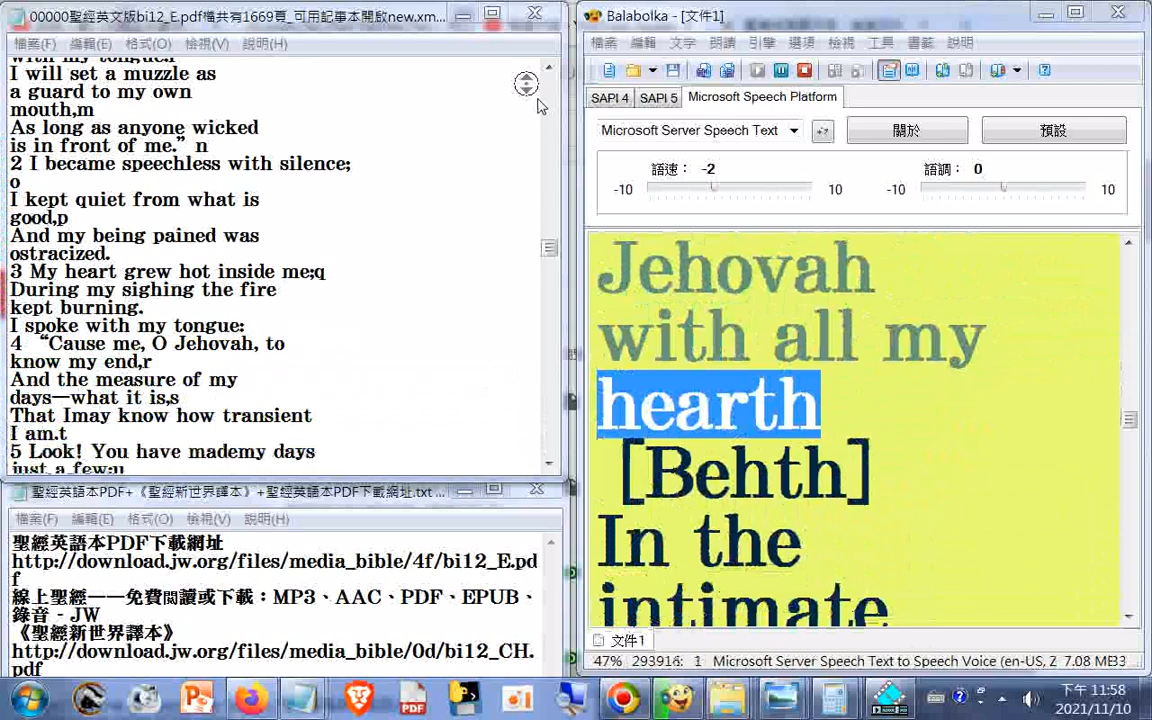 00000聖經英文版bi12_E.pdf檔共有1669頁_可用記事本開啟new.xm...
檔案(F) 編輯(E) 格式(O) 檢視(V) 說明(H)
with my tongue.l
I will set a muzzle as
a guard to my own
mouth,m
As long as anyone wicked
is in front of me.” n
2 I became speechless with silence;
o
I kept quiet from what is
good,p
And my being pained was
ostracized.
3 My heart grew hot inside me;q
During my sighing the fire
kept burning.
I spoke with my tongue:
4 “Cause me, O Jehovah, to
know my end,r
And the measure of my
days—what it is,s
That Imay know how transient
I am.t
5 Look! You have mademy days
just a few;u
聖經英語本PDF+《聖經新世界譯本》+聖經英語本PDF下載網址.txt ...
檔案(F) 編輯(E) 格式(O) 檢視(V) 說明(H)
聖經英語本PDF下載網址
http://download.jw.org/files/media_bible/4f/bi12_E.pd
f
線上聖經——免費閱讀或下載：MP3、AAC、PDF、EPUB、
錄音 - JW
《聖經新世界譯本》
http://download.jw.org/files/media_bible/0d/bi12_CH.
pdf
Balabolka - [文件1]
檔案 編輯 文字 朗讀 引擎 選項 檢視 工具 書籤 說明
SAPI 4 SAPI 5 Microsoft Speech Platform
Microsoft Server Speech Text 關於 預設
語速： -2 語調： 0
-10 10 -10 10
Jehovah
with all my
hearth
[Behth]
In the
intimate
文件1
47% 293916: 1 Microsoft Server Speech Text to Speech Voice (en-US, Z 7.08 MB
下午 11:58
2021/11/10